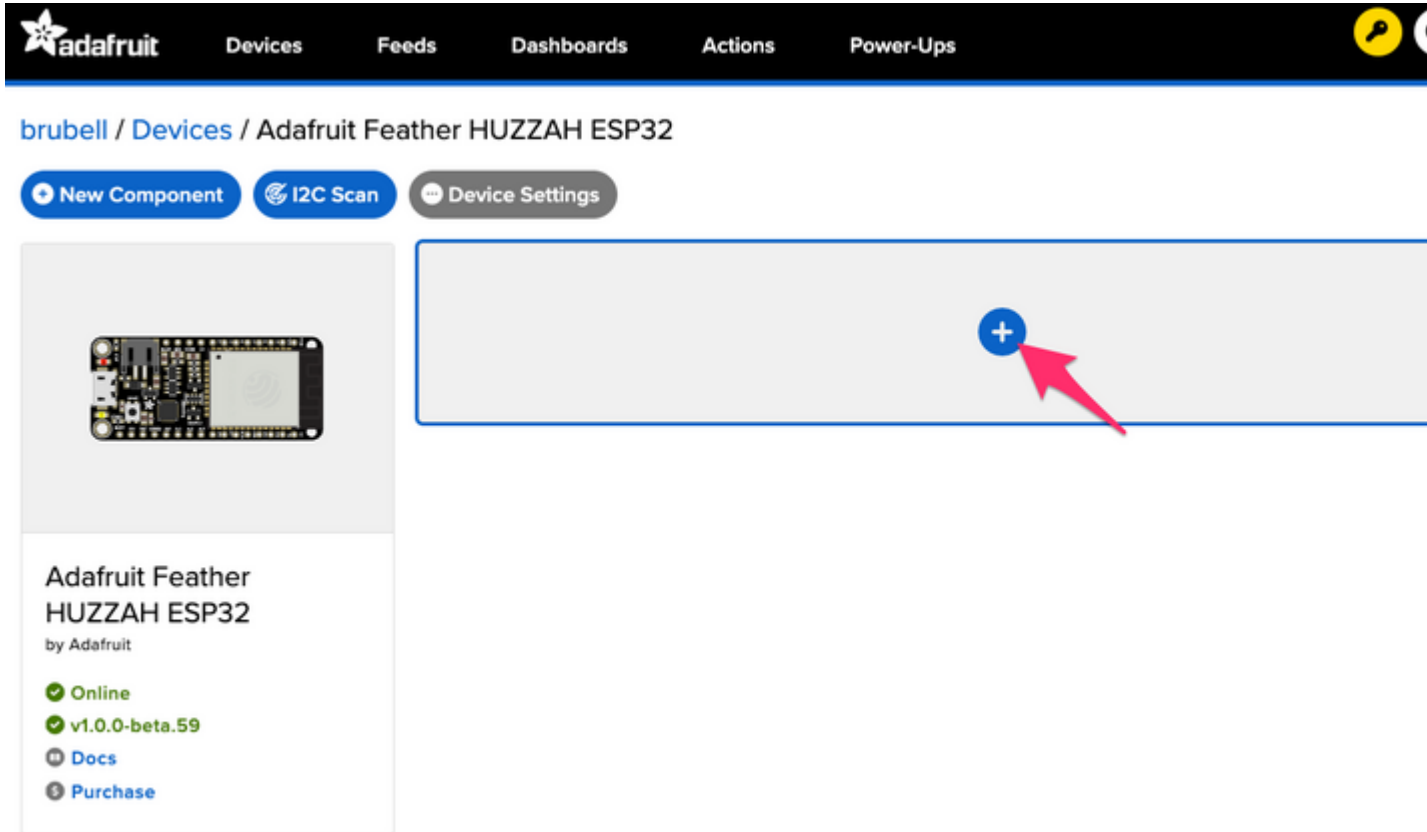 adafruit Devices Feeds Dashboards Actions Power-Ups
brubell / Devices / Adafruit Feather HUZZAH ESP32
New Component I2C Scan Device Settings
Adafruit Feather
HUZZAH ESP32
by Adafruit
Online
v1.0.0-beta.59
Docs
Purchase